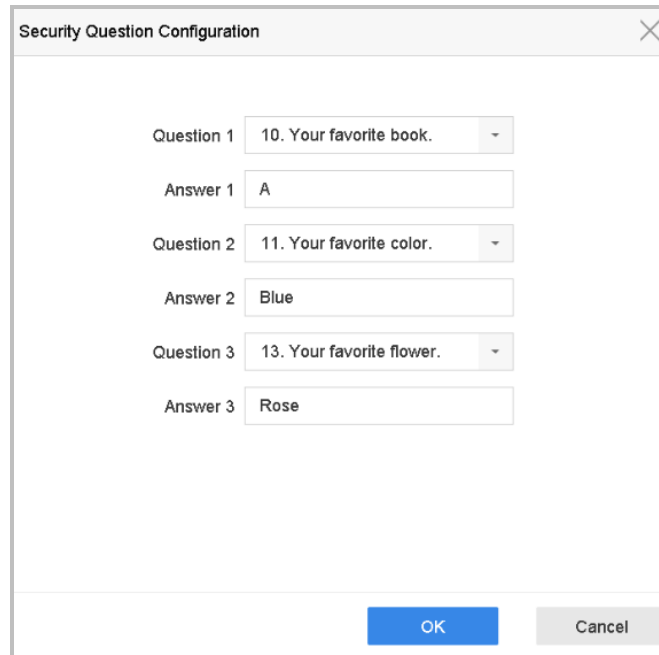 Security Question Configuration
Question 1 10. Your favorite book.
Answer 1 A
Question 2 11. Your favorite color.
Answer 2 Blue
Question 3 13. Your favorite flower.
Answer 3 Rose
OK Cancel